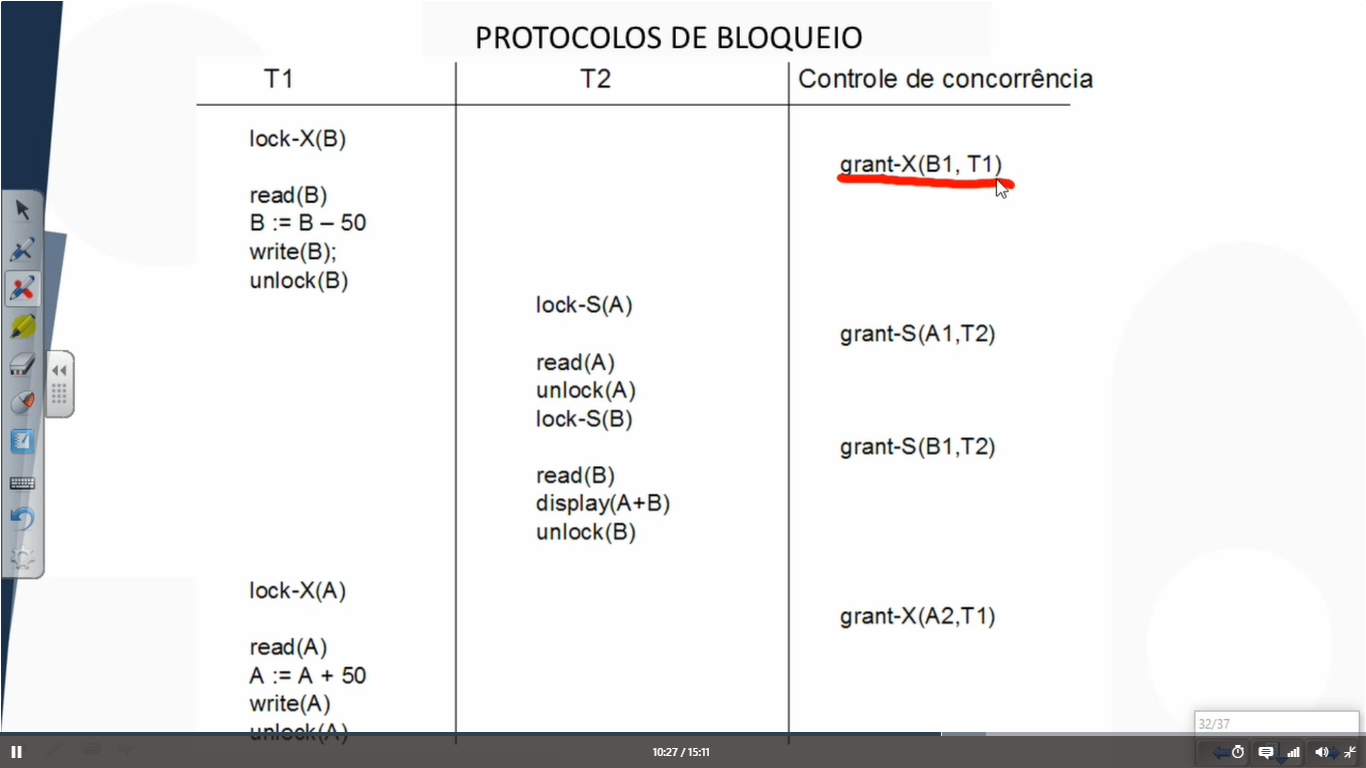 PROTOCOLOS DE BLOQUEIO
T1 T2 Controle de concorrência
lock-X(B)
grant-X(B1, T1)
read(B)
B := B – 50
write(B);
unlock(B)
lock-S(A)
grant-S(A1,T2)
read(A)
unlock(A)
lock-S(B)
grant-S(B1,T2)
read(B)
display(A+B)
unlock(B)
lock-X(A)
grant-X(A2,T1)
read(A)
A := A + 50
write(A)
unlock(A)
32/37
10:27 / 15:11